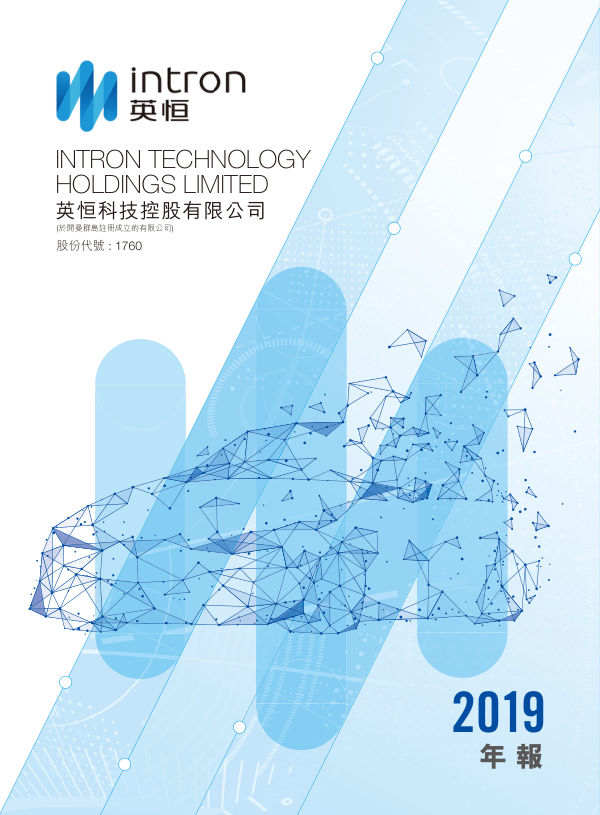 intron
英恒
INTRON TECHNOLOGY
HOLDINGS LIMITED
英恒科技控股有限公司
(於開曼群島註冊成立的有限公司)
股份代號 : 1760
2019
年報